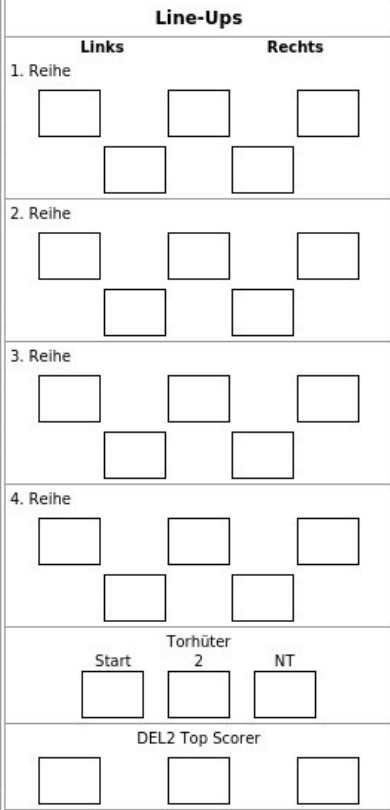 Line-Ups
Links Rechts
1. Reihe
2. Reihe
3. Reihe
4. Reihe
Torhüter
Start 2 NT
DEL2 Top Scorer